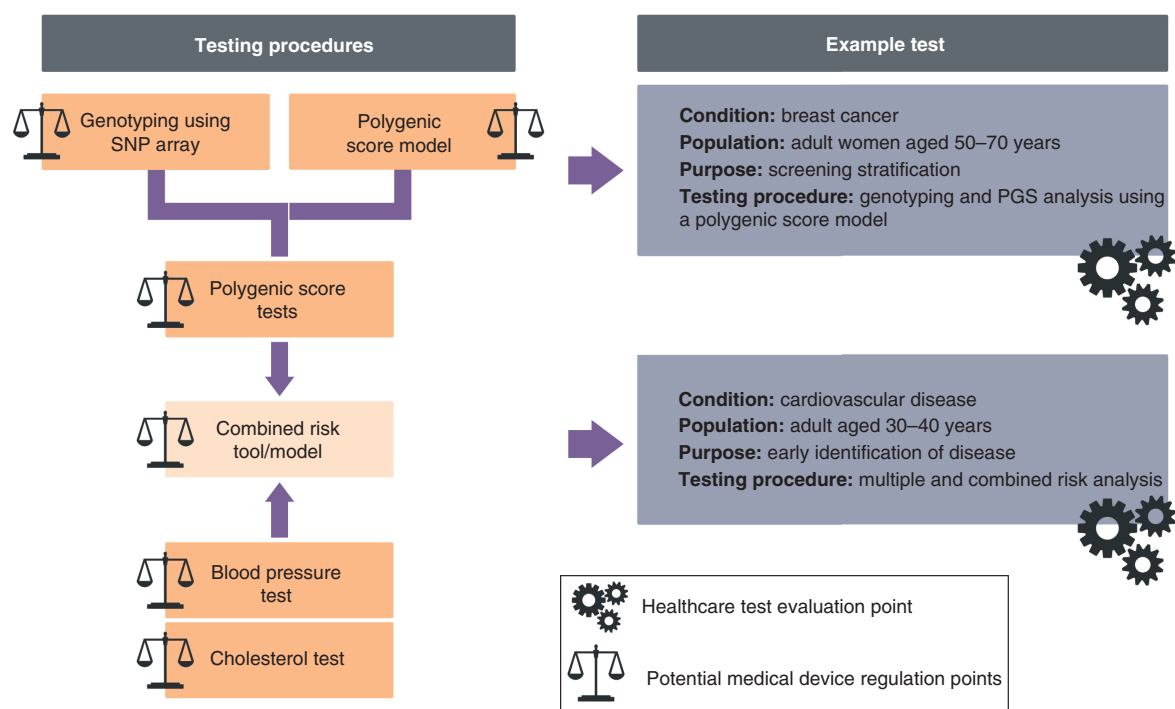 Testing procedures
Example test
Genotyping using
SNP array
Polygenic
score model
Condition: breast cancer
Population: adult women aged 50–70 years
Purpose: screening stratification
Testing procedure: genotyping and PGS analysis using
a polygenic score model
Polygenic score
tests
Combined risk
tool/model
Condition: cardiovascular disease
Population: adult aged 30–40 years
Purpose: early identification of disease
Testing procedure: multiple and combined risk analysis
Blood pressure
test
Cholesterol test
Healthcare test evaluation point
Potential medical device regulation points